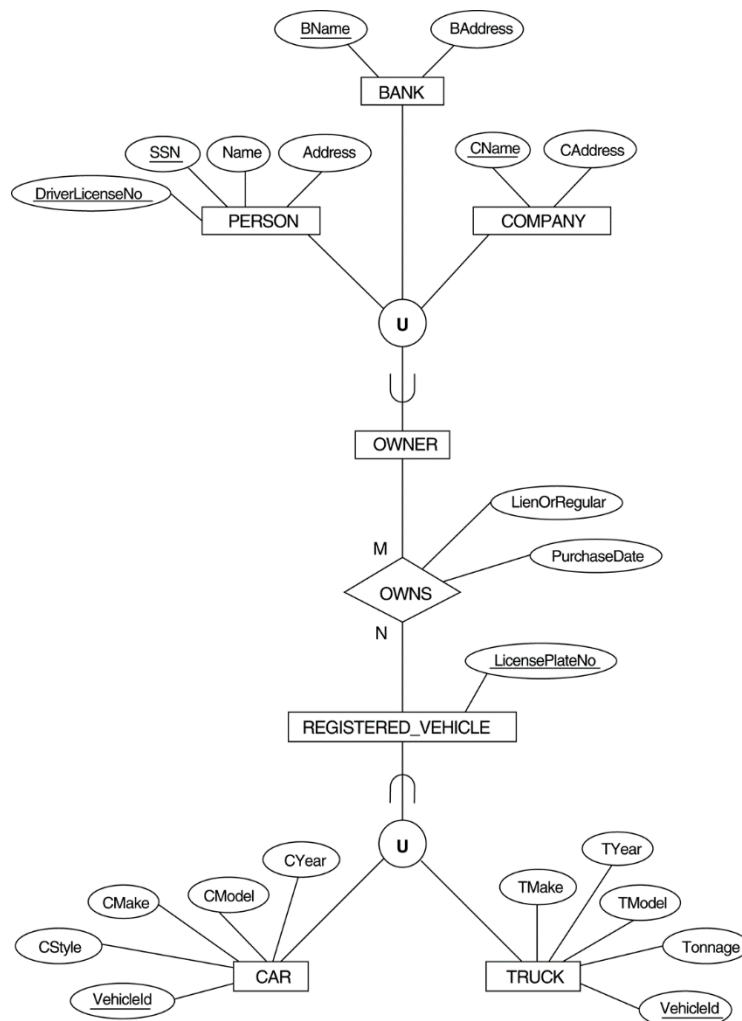 BName
BAddress
BANK
SSN
Name
Address
CName
CAddress
DriverLicenseNo
PERSON
COMPANY
U
OWNER
LienOrRegular
M
PurchaseDate
OWNS
N
LicensePlateNo
REGISTERED_VEHICLE
U
CYear
TYear
CModel
TMake
CMake
TModel
CStyle
Tonnage
CAR
TRUCK
VehicleId
VehicleId